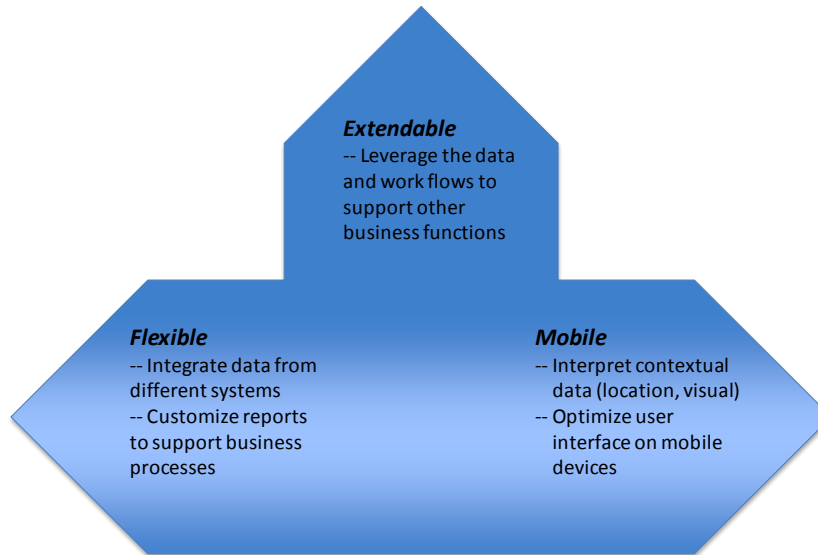 Extendable
-- Leverage the data
and work flows to
support other
business functions
Flexible
-- Integrate data from
different systems
-- Customize reports
to support business
processes
Mobile
-- Interpret contextual
data (location, visual)
-- Optimize user
interface on mobile
devices